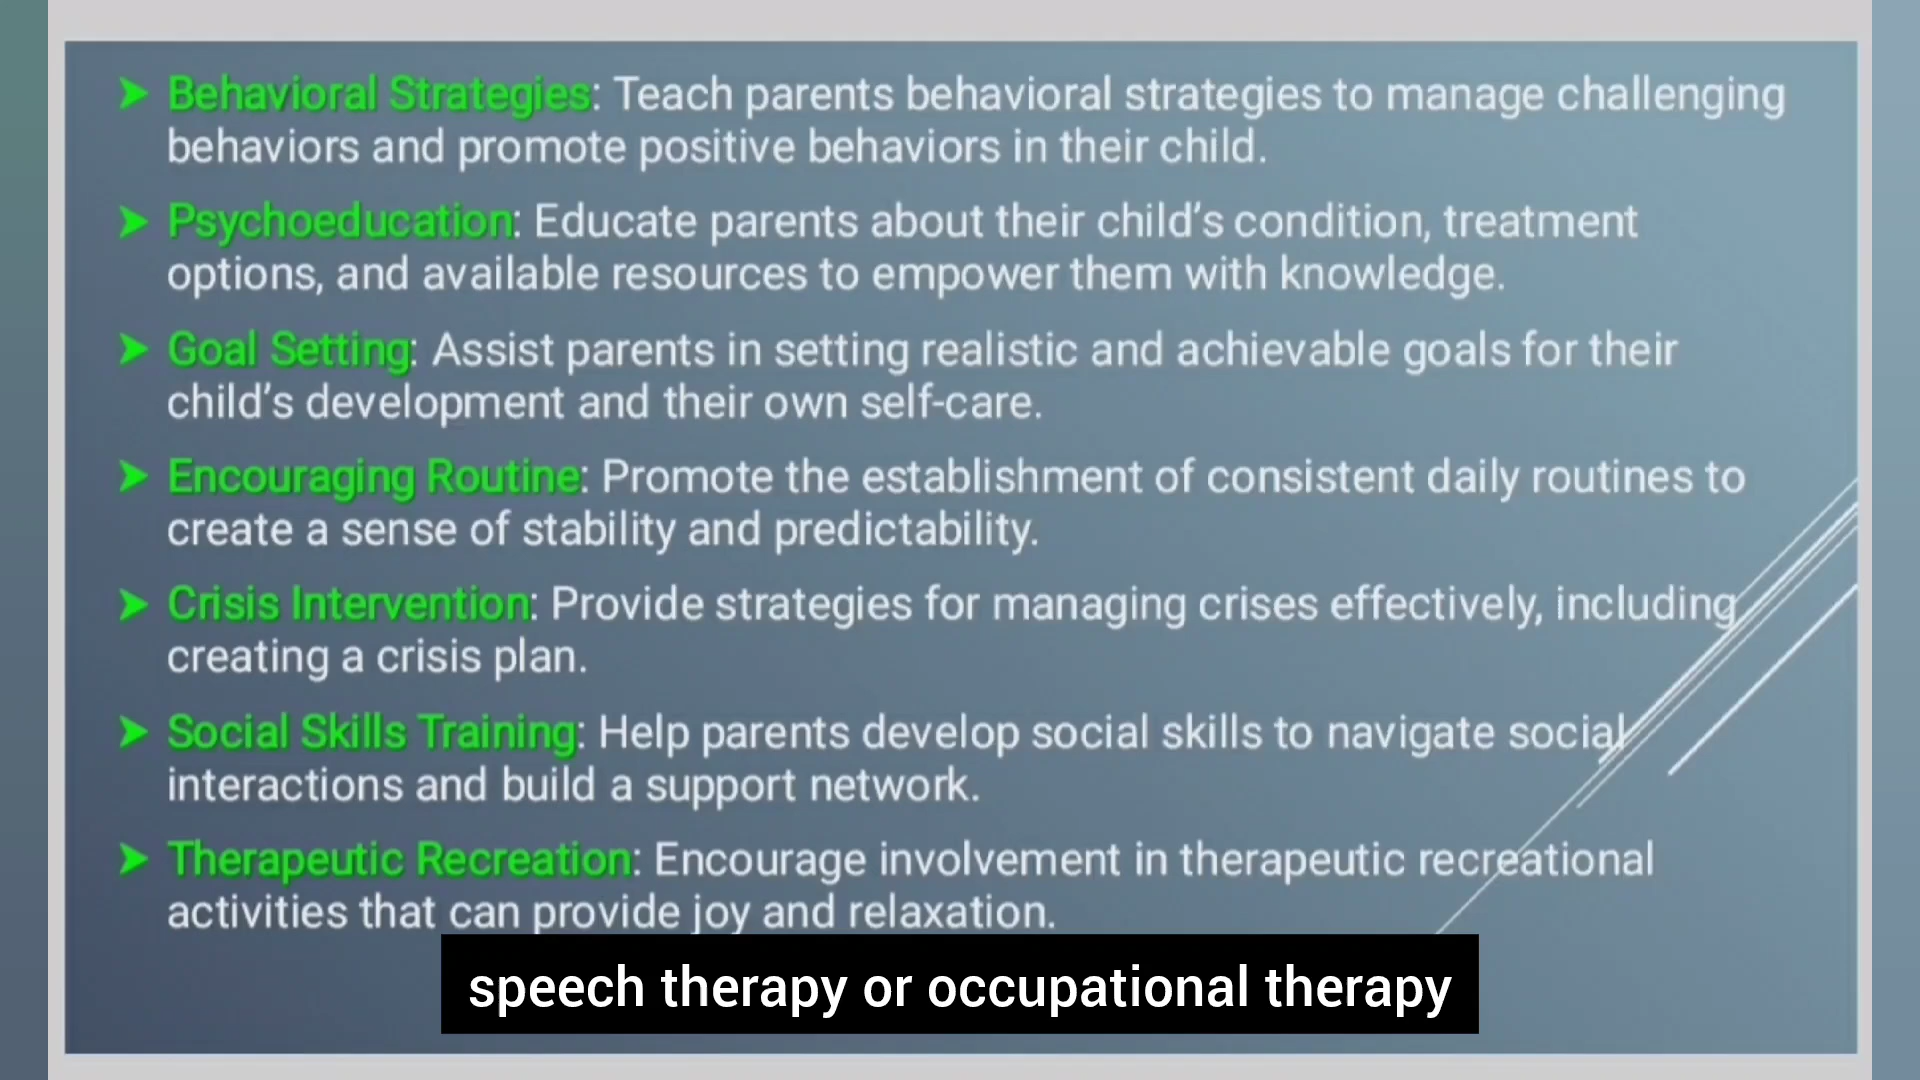 Behavioral Strategies: Teach parents behavioral strategies to manage challenging
behaviors and promote positive behaviors in their child.
Psychoeducation: Educate parents about their child’s condition, treatment
options, and available resources to empower them with knowledge.
Goal Setting: Assist parents in setting realistic and achievable goals for their
child’s development and their own self-care.
Encouraging Routine: Promote the establishment of consistent daily routines to
create a sense of stability and predictability.
Crisis Intervention: Provide strategies for managing crises effectively, including
creating a crisis plan.
Social Skills Training: Help parents develop social skills to navigate social
interactions and build a support network.
Therapeutic Recreation: Encourage involvement in therapeutic recreational
activities that can provide joy and relaxation.
speech therapy or occupational therapy